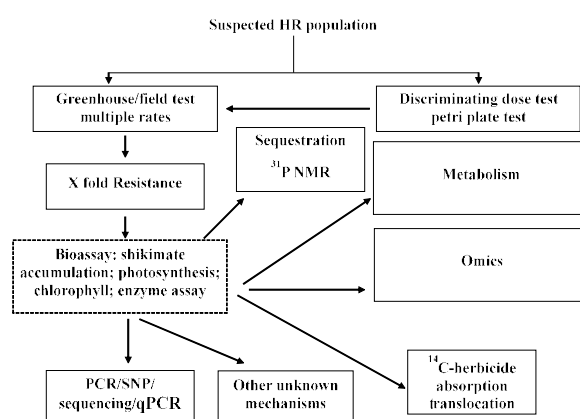 Suspected HR population
Greenhouse/field test
multiple rates
Discriminating dose test
petri plate test
Sequestration
³¹P NMR
X fold Resistance
Metabolism
Bioassay; shikimate
accumulation; photosynthesis;
chlorophyll; enzyme assay
Omics
PCR/SNP/
sequencing/qPCR
Other unknown
mechanisms
¹⁴C-herbicide
absorption
translocation